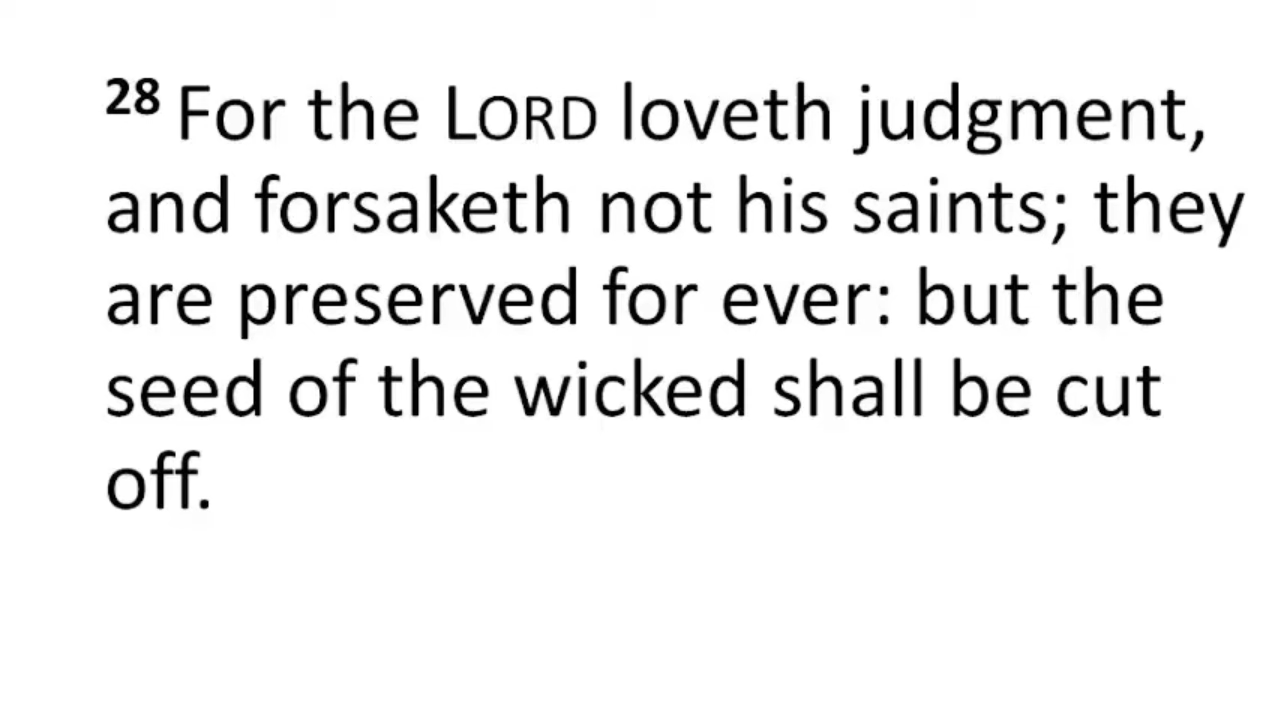 28 For the LORD loveth judgment,
and forsaketh not his saints; they
are preserved for ever: but the
seed of the wicked shall be cut
off.